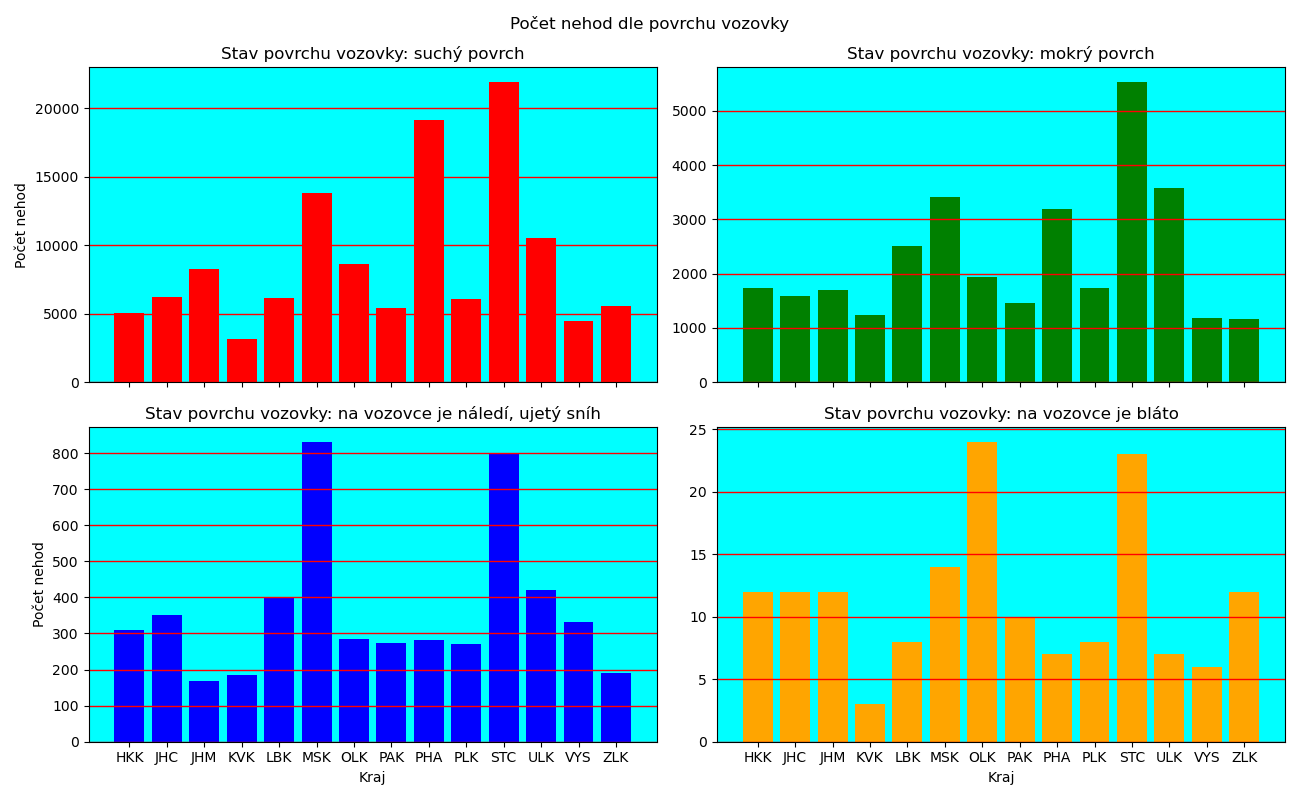 Počet nehod dle povrchu vozovky
Stav povrchu vozovky: suchý povrch
20000
15000
10000
5000
0
Počet nehod
Stav povrchu vozovky: mokrý povrch
5000
4000
3000
2000
1000
0
Stav povrchu vozovky: na vozovce je náledí, ujetý sníh
800
700
600
500
400
300
200
100
0
Počet nehod
HKK JHC JHM KVK LBK MSK OLK PAK PHA PLK STC ULK VYS ZLK
Kraj
Stav povrchu vozovky: na vozovce je bláto
25
20
15
10
5
0
HKK JHC JHM KVK LBK MSK OLK PAK PHA PLK STC ULK VYS ZLK
Kraj